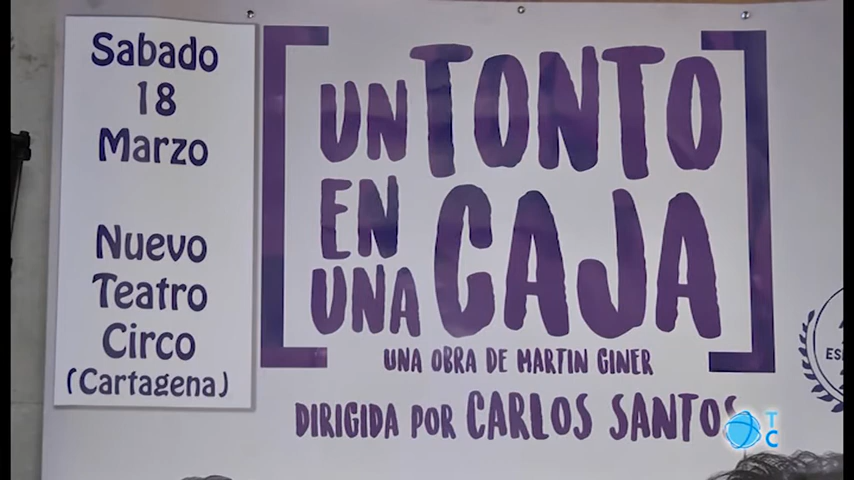 Sabado
18
Marzo
Nuevo
Teatro
Circo
(Cartagena)
UN TONTO
EN
UNA CAJA
UNA OBRA DE MARTIN GINER
DIRIGIDA POR CARLOS SANTOS
TC